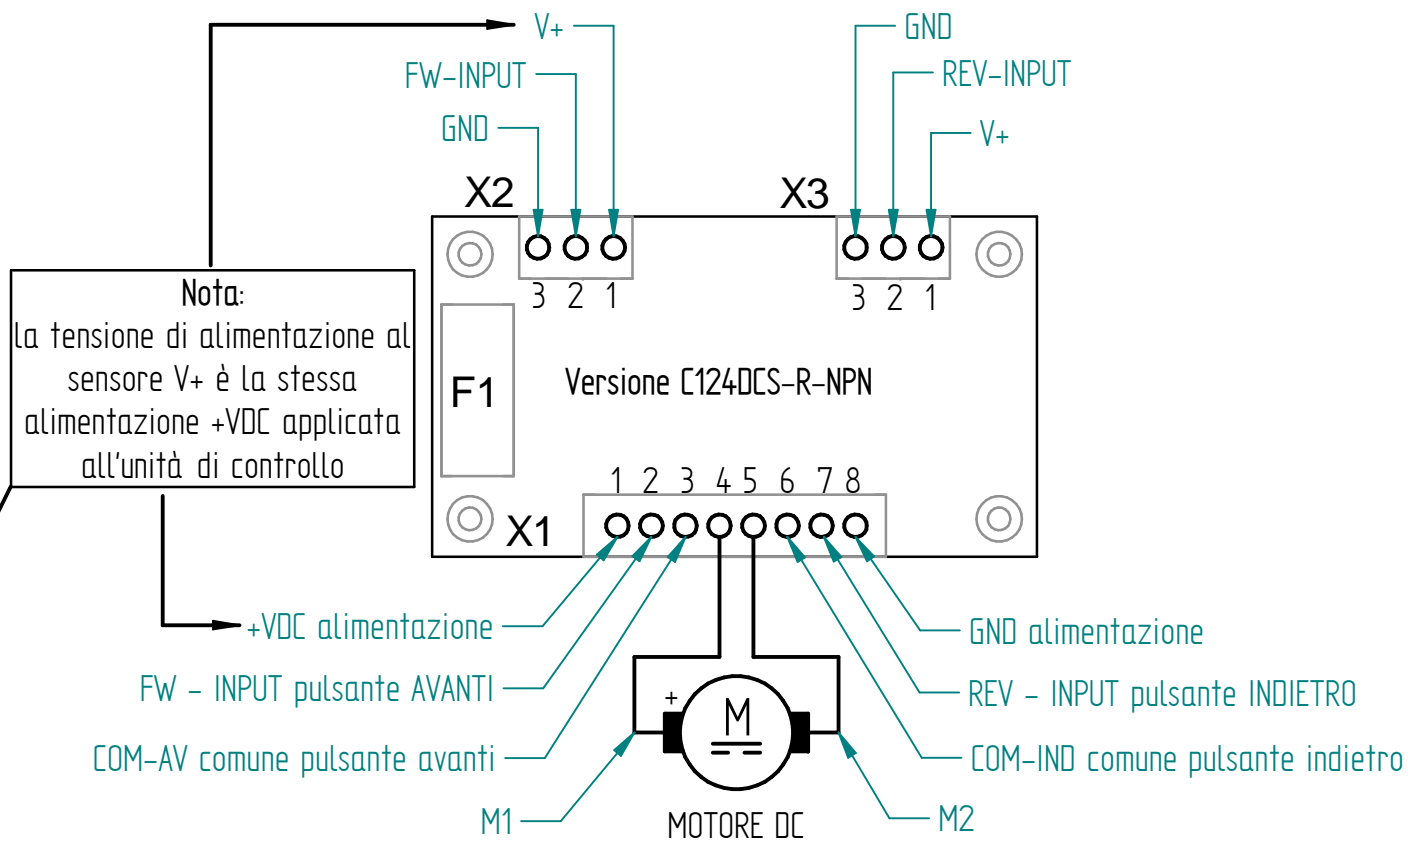 V+
GND
FW-INPUT
REV-INPUT
GND
V+
X2
X3
3 2 1
3 2 1
Nota:
la tensione di alimentazione al
sensore V+ è la stessa
alimentazione +VDC applicata
all'unità di controllo
F1
Versione C124DCS-R-NPN
1 2 3 4 5 6 7 8
X1
+VDC alimentazione
GND alimentazione
FW - INPUT pulsante AVANTI
REV - INPUT pulsante INDIETRO
COM-AV comune pulsante avanti
COM-IND comune pulsante indietro
+
M
M1
M2
MOTORE DC